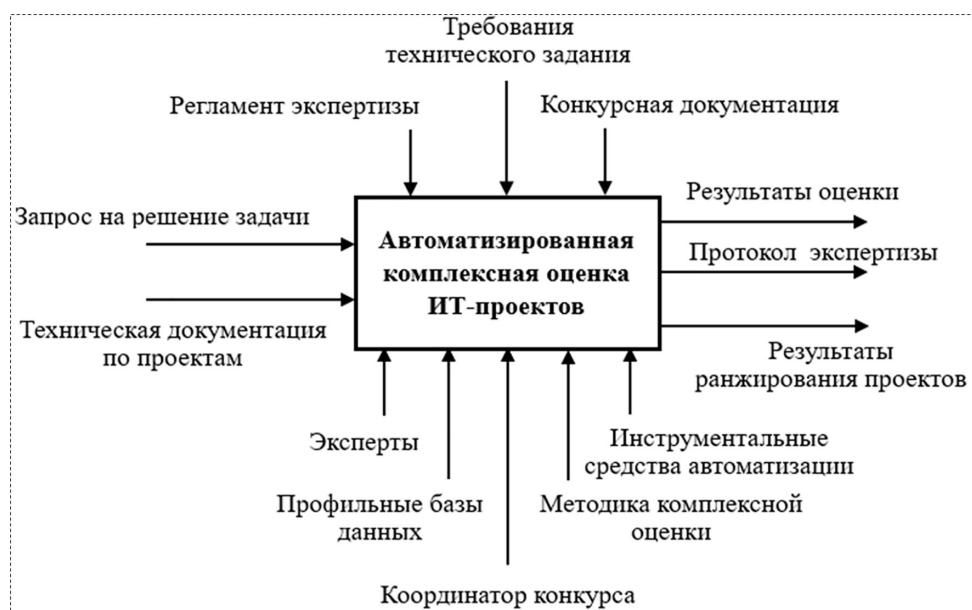 Требования
технического задания
Регламент экспертизы
Конкурсная документация
Запрос на решение задачи
Техническая документация
по проектам
Автоматизированная
комплексная оценка
ИТ-проектов
Результаты оценки
Протокол экспертизы
Результаты
ранжирования проектов
Эксперты
Профильные базы
данных
Координатор конкурса
Методика комплексной
оценки
Инструментальные
средства автоматизации